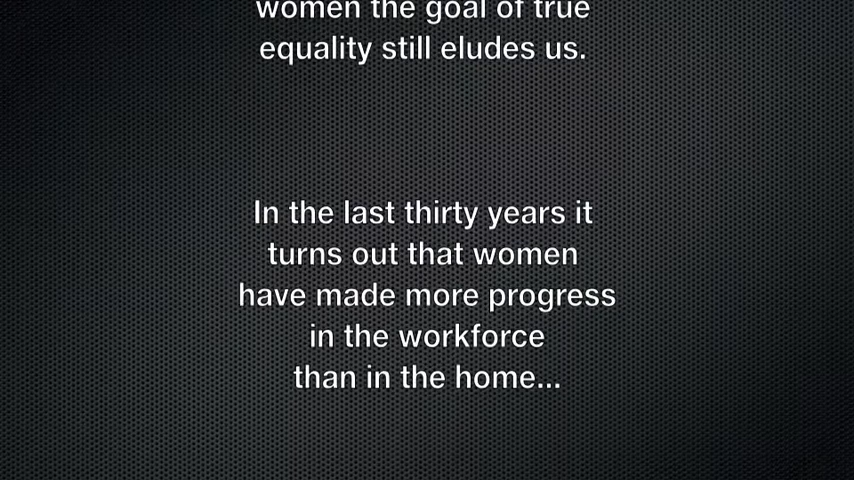 women the goal of true
equality still eludes us.
In the last thirty years it
turns out that women
have made more progress
in the workforce
than in the home...